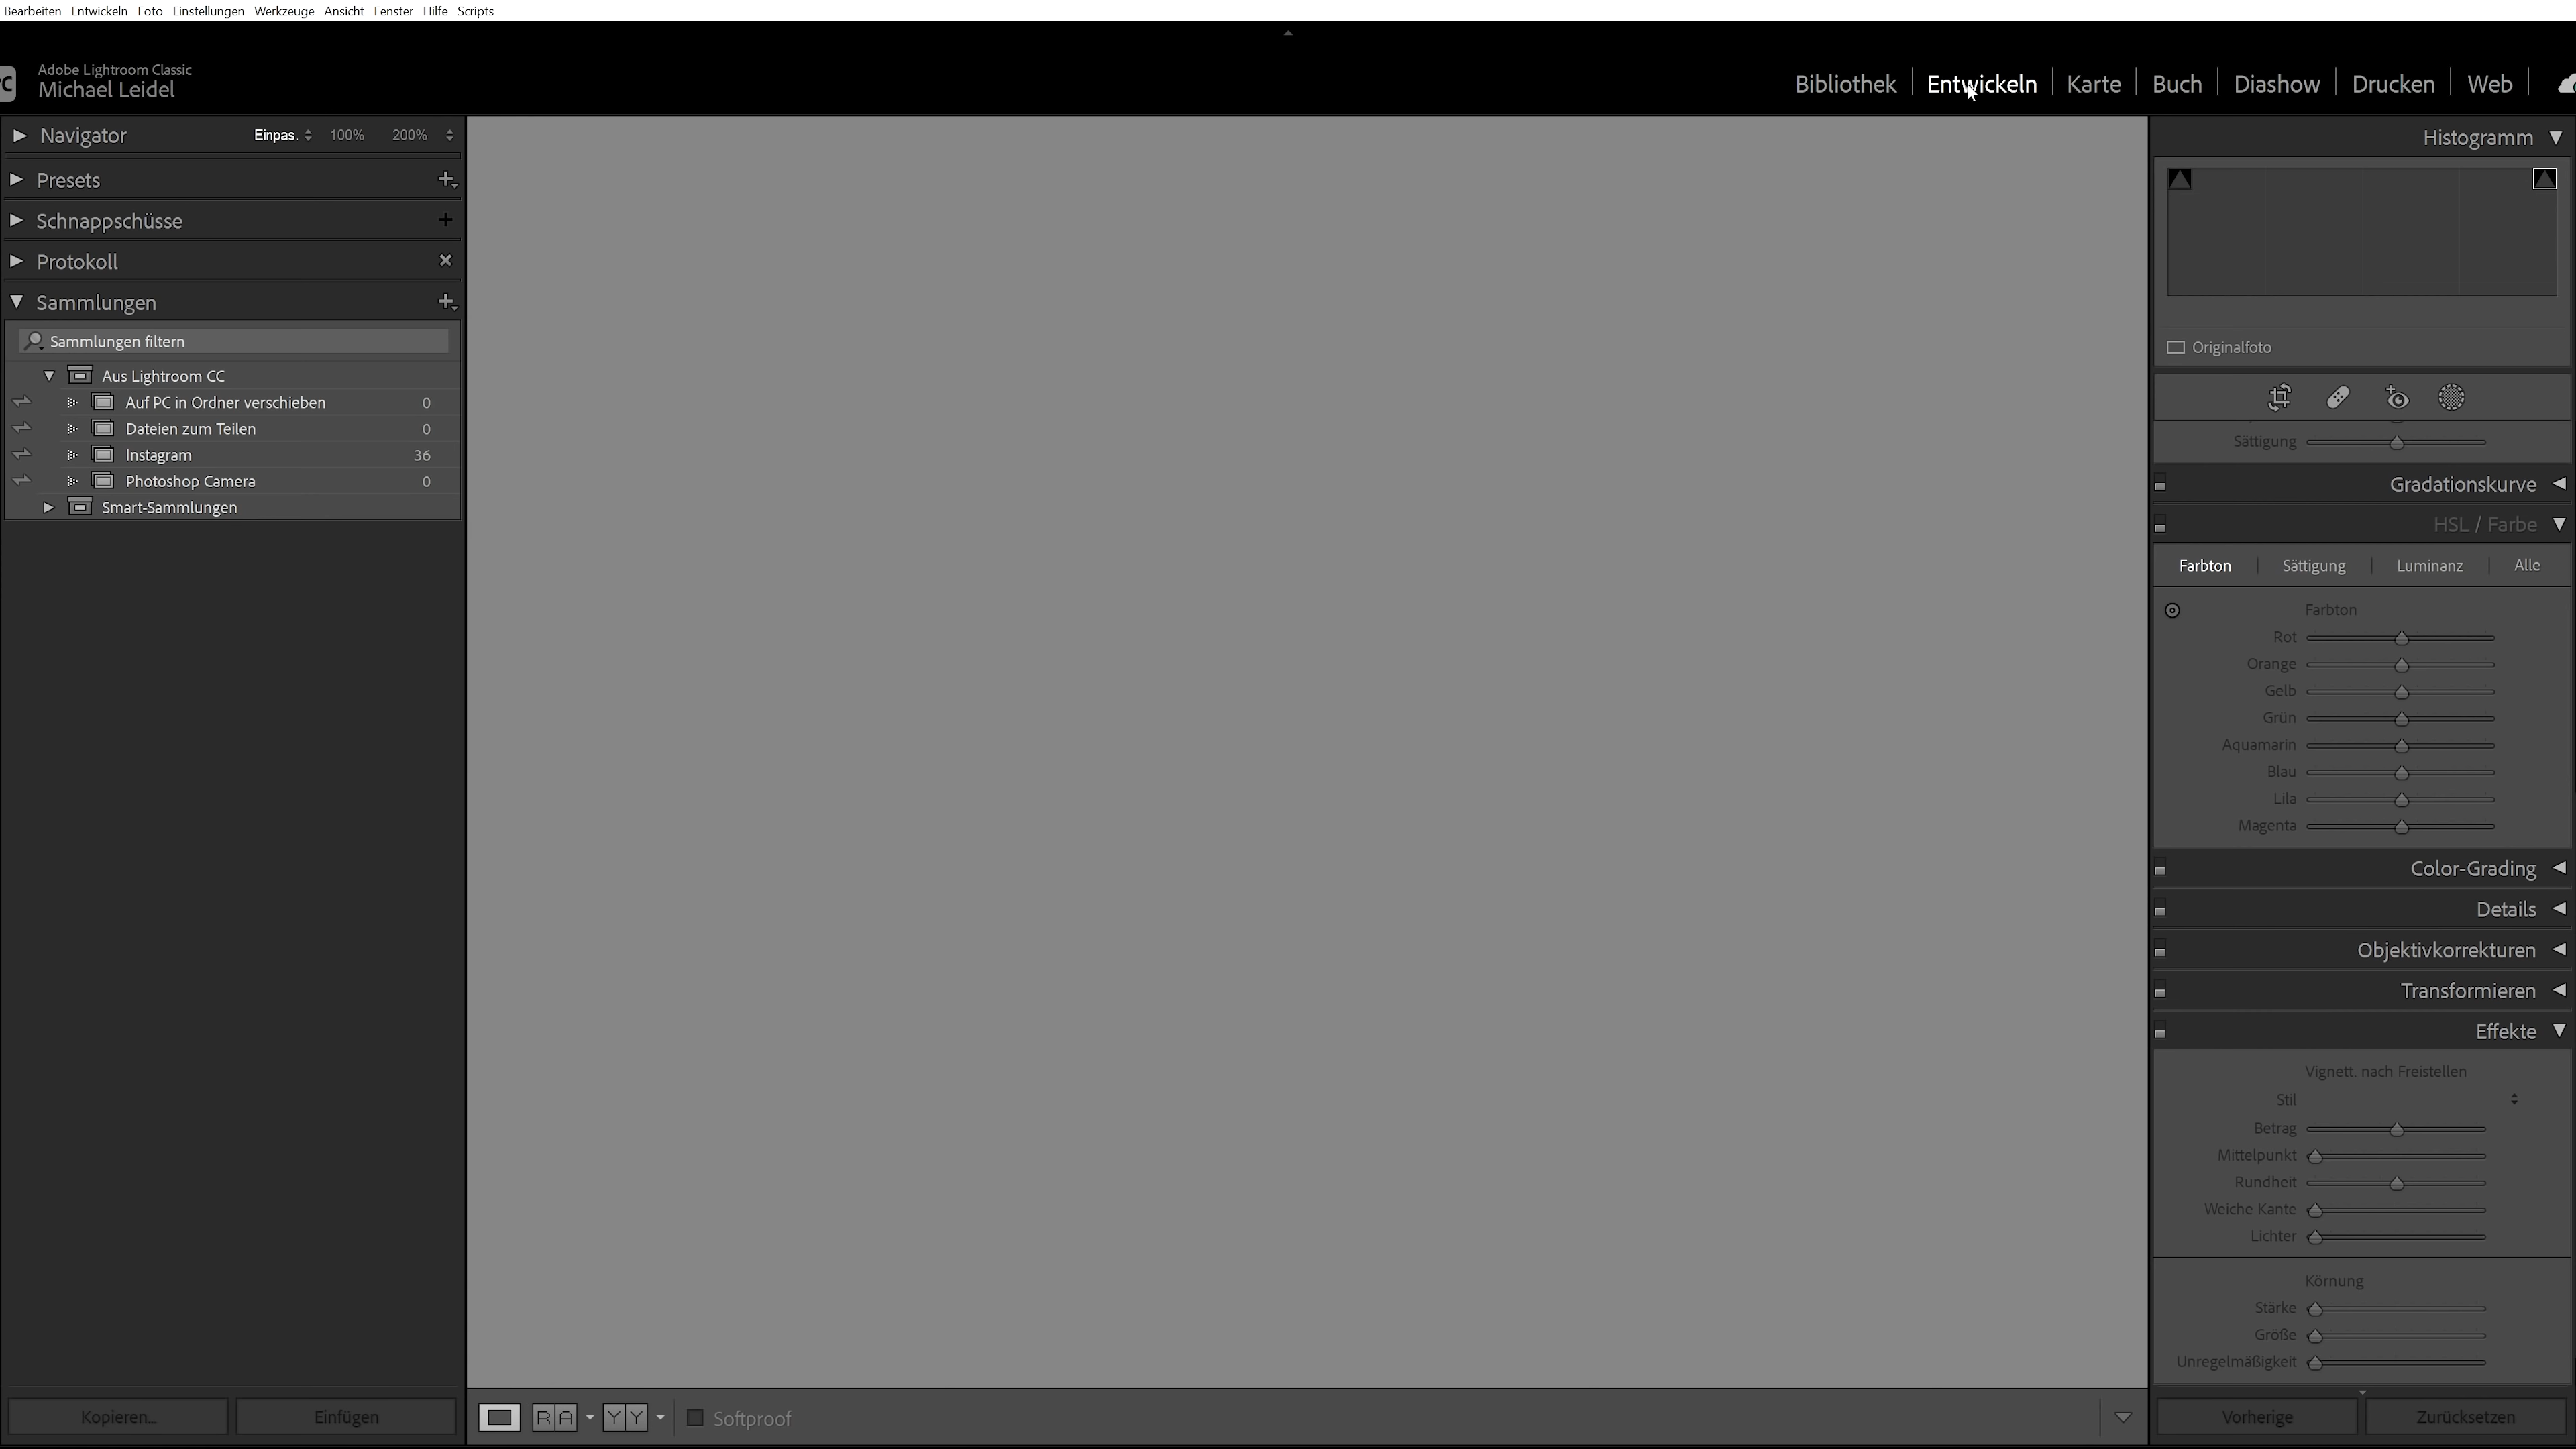 Bearbeiten Entwickeln Foto Einstellungen Werkzeuge Ansicht Fenster Hilfe Scripts
Adobe Lightroom Classic
Michael Leidel
Bibliothek Entwickeln Karte Buch Diashow Drucken Web
Navigator Einpas. 100% 200%
Presets
Schnappschüsse
Protokoll
Sammlungen
Sammlungen filtern
Aus Lightroom CC
Auf PC in Ordner verschieben 0
Dateien zum Teilen 0
Instagram 36
Photoshop Camera 0
Smart-Sammlungen
Kopieren... Einfügen
R A Y Y Softproof
Histogramm
Originalfoto
Sättigung
Gradationskurve
HSL / Farbe
Farbton Sättigung Luminanz Alle
Farbton
Rot
Orange
Gelb
Grün
Aquamarin
Blau
Lila
Magenta
Color-Grading
Details
Objektivkorrekturen
Transformieren
Effekte
Vignett. nach Freistellen
Stil
Betrag
Mittelpunkt
Rundheit
Weiche Kante
Lichter
Körnung
Stärke
Größe
Unregelmäßigkeit
Vorherige Zurücksetzen